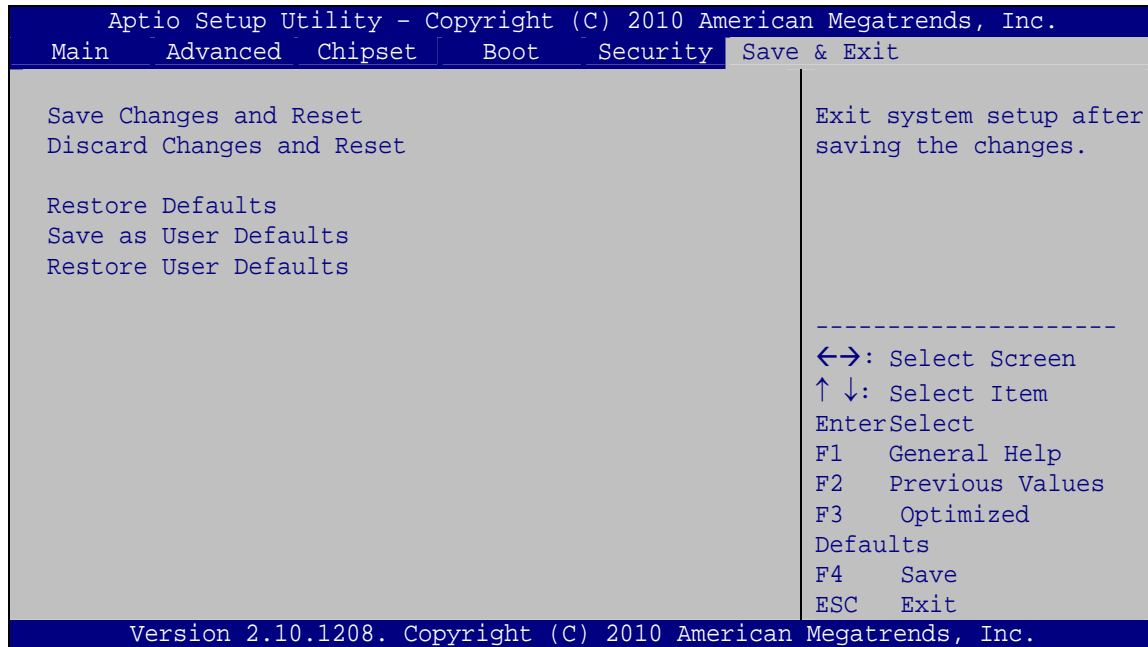 Aptio Setup Utility – Copyright (C) 2010 American Megatrends, Inc.
Main Advanced Chipset Boot Security Save & Exit
Save Changes and Reset
Discard Changes and Reset
Restore Defaults
Save as User Defaults
Restore User Defaults
Exit system setup after
saving the changes.
---------------------
←→: Select Screen
↑ ↓: Select Item
EnterSelect
F1 General Help
F2 Previous Values
F3 Optimized
Defaults
F4 Save
ESC Exit
Version 2.10.1208. Copyright (C) 2010 American Megatrends, Inc.